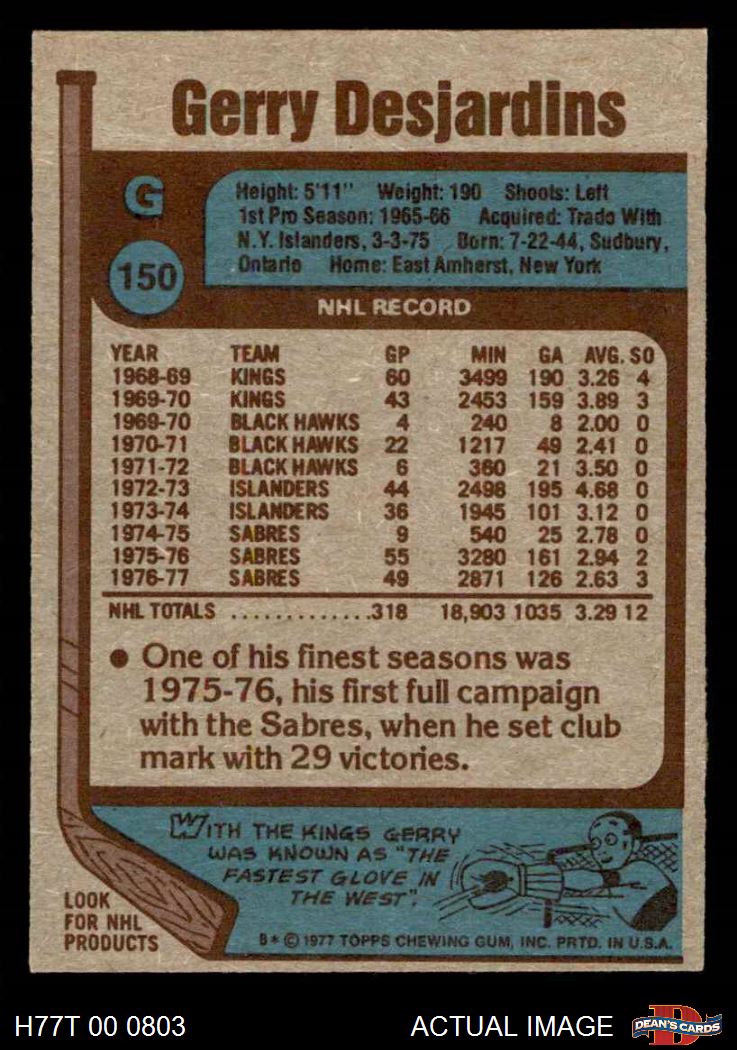 Gerry Desjardins
G
150
Height: 5'11" Weight: 190 Shoots: Left
1st Pro Season: 1965-66 Acquired: Trade With
N.Y. Islanders, 3-3-75 Born: 7-22-44, Sudbury,
Ontario Home: East Amherst, New York
NHL RECORD
YEAR TEAM GP MIN GA AVG. SO
1968-69 KINGS 60 3499 190 3.26 4
1969-70 KINGS 43 2453 159 3.89 3
1969-70 BLACK HAWKS 4 240 8 2.00 0
1970-71 BLACK HAWKS 22 1217 49 2.41 0
1971-72 BLACK HAWKS 6 360 21 3.50 0
1972-73 ISLANDERS 44 2498 195 4.68 0
1973-74 ISLANDERS 36 1945 101 3.12 0
1974-75 SABRES 9 540 25 2.78 0
1975-76 SABRES 55 3280 161 2.94 2
1976-77 SABRES 49 2871 126 2.63 3
NHL TOTALS .............318 18,903 1035 3.29 12
● One of his finest seasons was
1975-76, his first full campaign
with the Sabres, when he set club
mark with 29 victories.
WITH THE KINGS GERRY
WAS KNOWN AS "THE
FASTEST GLOVE IN
THE WEST".
LOOK
FOR NHL
PRODUCTS
B * © 1977 TOPPS CHEWING GUM, INC. PRTD. IN U.S.A.
H77T 00 0803 ACTUAL IMAGE
DEAN'S CARDS